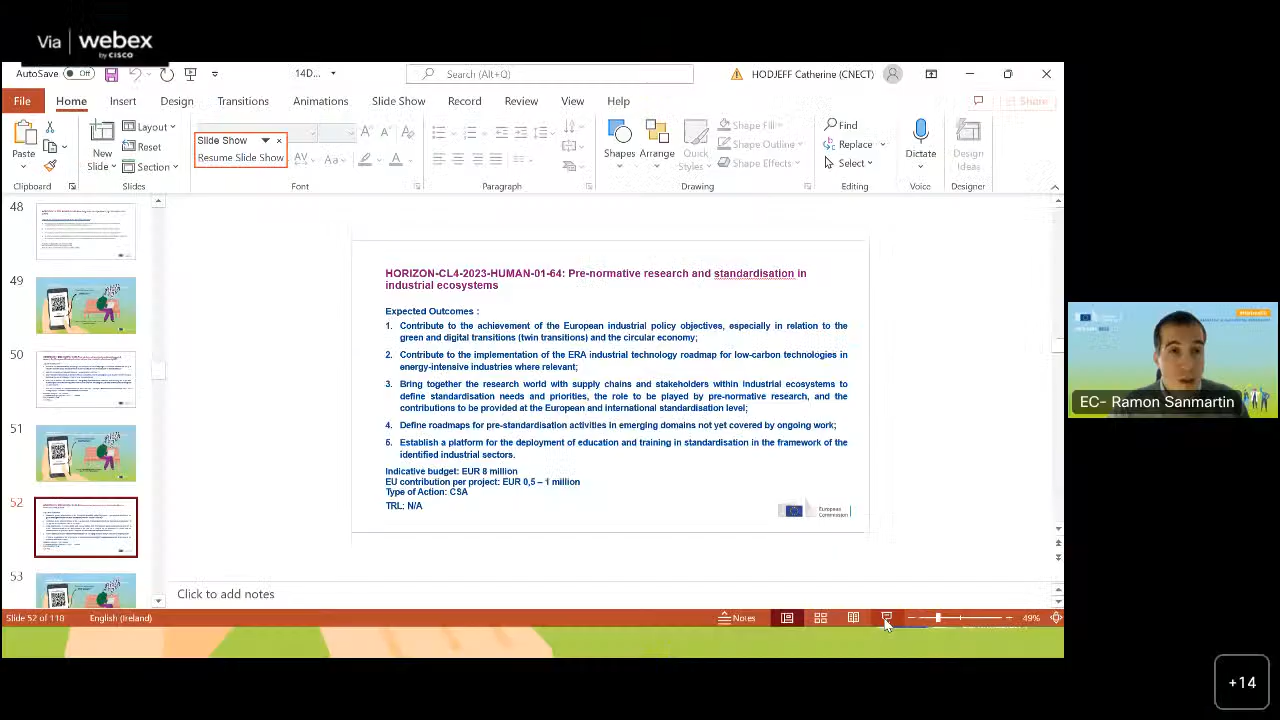 Via webex
by CISCO
AutoSave Off 14D... Search (Alt+Q) HODJEFF Catherine (CNECT)
File Home Insert Design Transitions Animations Slide Show Record Review View Help Share
Paste
Clipboard
New
Slide
Layout
Reset
Section
Slides
Slide Show
Resume Slide Show
Font
Paragraph
Shapes
Arrange
Quick
Styles
Shape Fill
Shape Outline
Shape Effects
Drawing
Find
Replace
Select
Editing
Dictate
Voice
Design
Ideas
Designer
48
49
50
51
52
53
HORIZON-CL4-2023-HUMAN-01-64: Pre-normative research and standardisation in
industrial ecosystems
Expected Outcomes :
1. Contribute to the achievement of the European industrial policy objectives, especially in relation to the
green and digital transitions (twin transitions) and the circular economy;
2. Contribute to the implementation of the ERA industrial technology roadmap for low-carbon technologies in
energy-intensive industries where relevant;
3. Bring together the research world with supply chains and stakeholders within industrial ecosystems to
define standardisation needs and priorities, the role to be played by pre-normative research, and the
contributions to be provided at the European and international standardisation level;
4. Define roadmaps for pre-standardisation activities in emerging domains not yet covered by ongoing work;
5. Establish a platform for the deployment of education and training in standardisation in the framework of the
identified industrial sectors.
Indicative budget: EUR 8 million
EU contribution per project: EUR 0,5 – 1 million
Type of Action: CSA
TRL: N/A
European
Commission
EC- Ramon Sanmartin
Click to add notes
Slide 52 of 118 English (Ireland) Notes 49%
+14